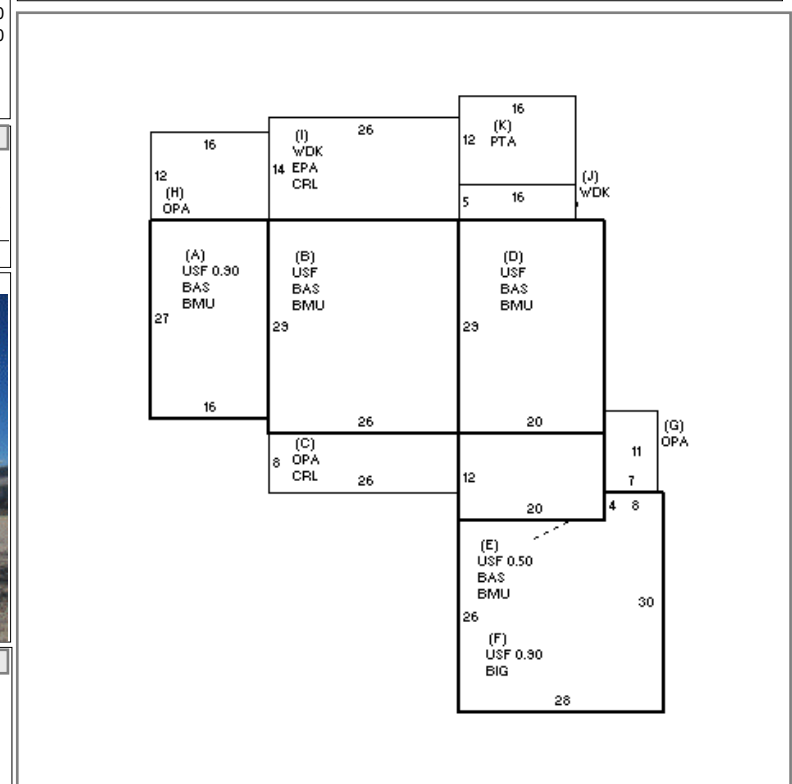 0
0
16
(K)
12 PTA
26
(I)
WDK
14 EPA
CRL
16
12
(H)
OPA
(J)
WDK
5 16
(A)
USF 0.90
BAS
BMU
27
16
(B)
USF
BAS
BMU
29
26
(D)
USF
BAS
BMU
29
20
(C)
8 OPA
CRL
26
12
20
(G)
OPA
11
7
4 8
(E)
USF 0.50
BAS
BMU
30
26
(F)
USF 0.90
BIG
28